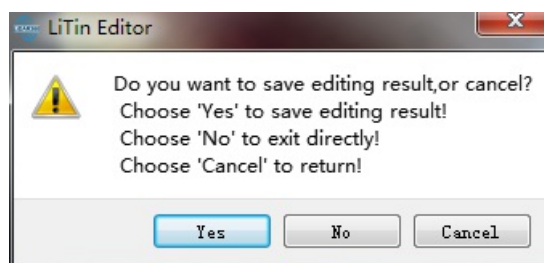 LiTin Editor
Do you want to save editing result,or cancel?
Choose 'Yes' to save editing result!
Choose 'No' to exit directly!
Choose 'Cancel' to return!
Yes No Cancel